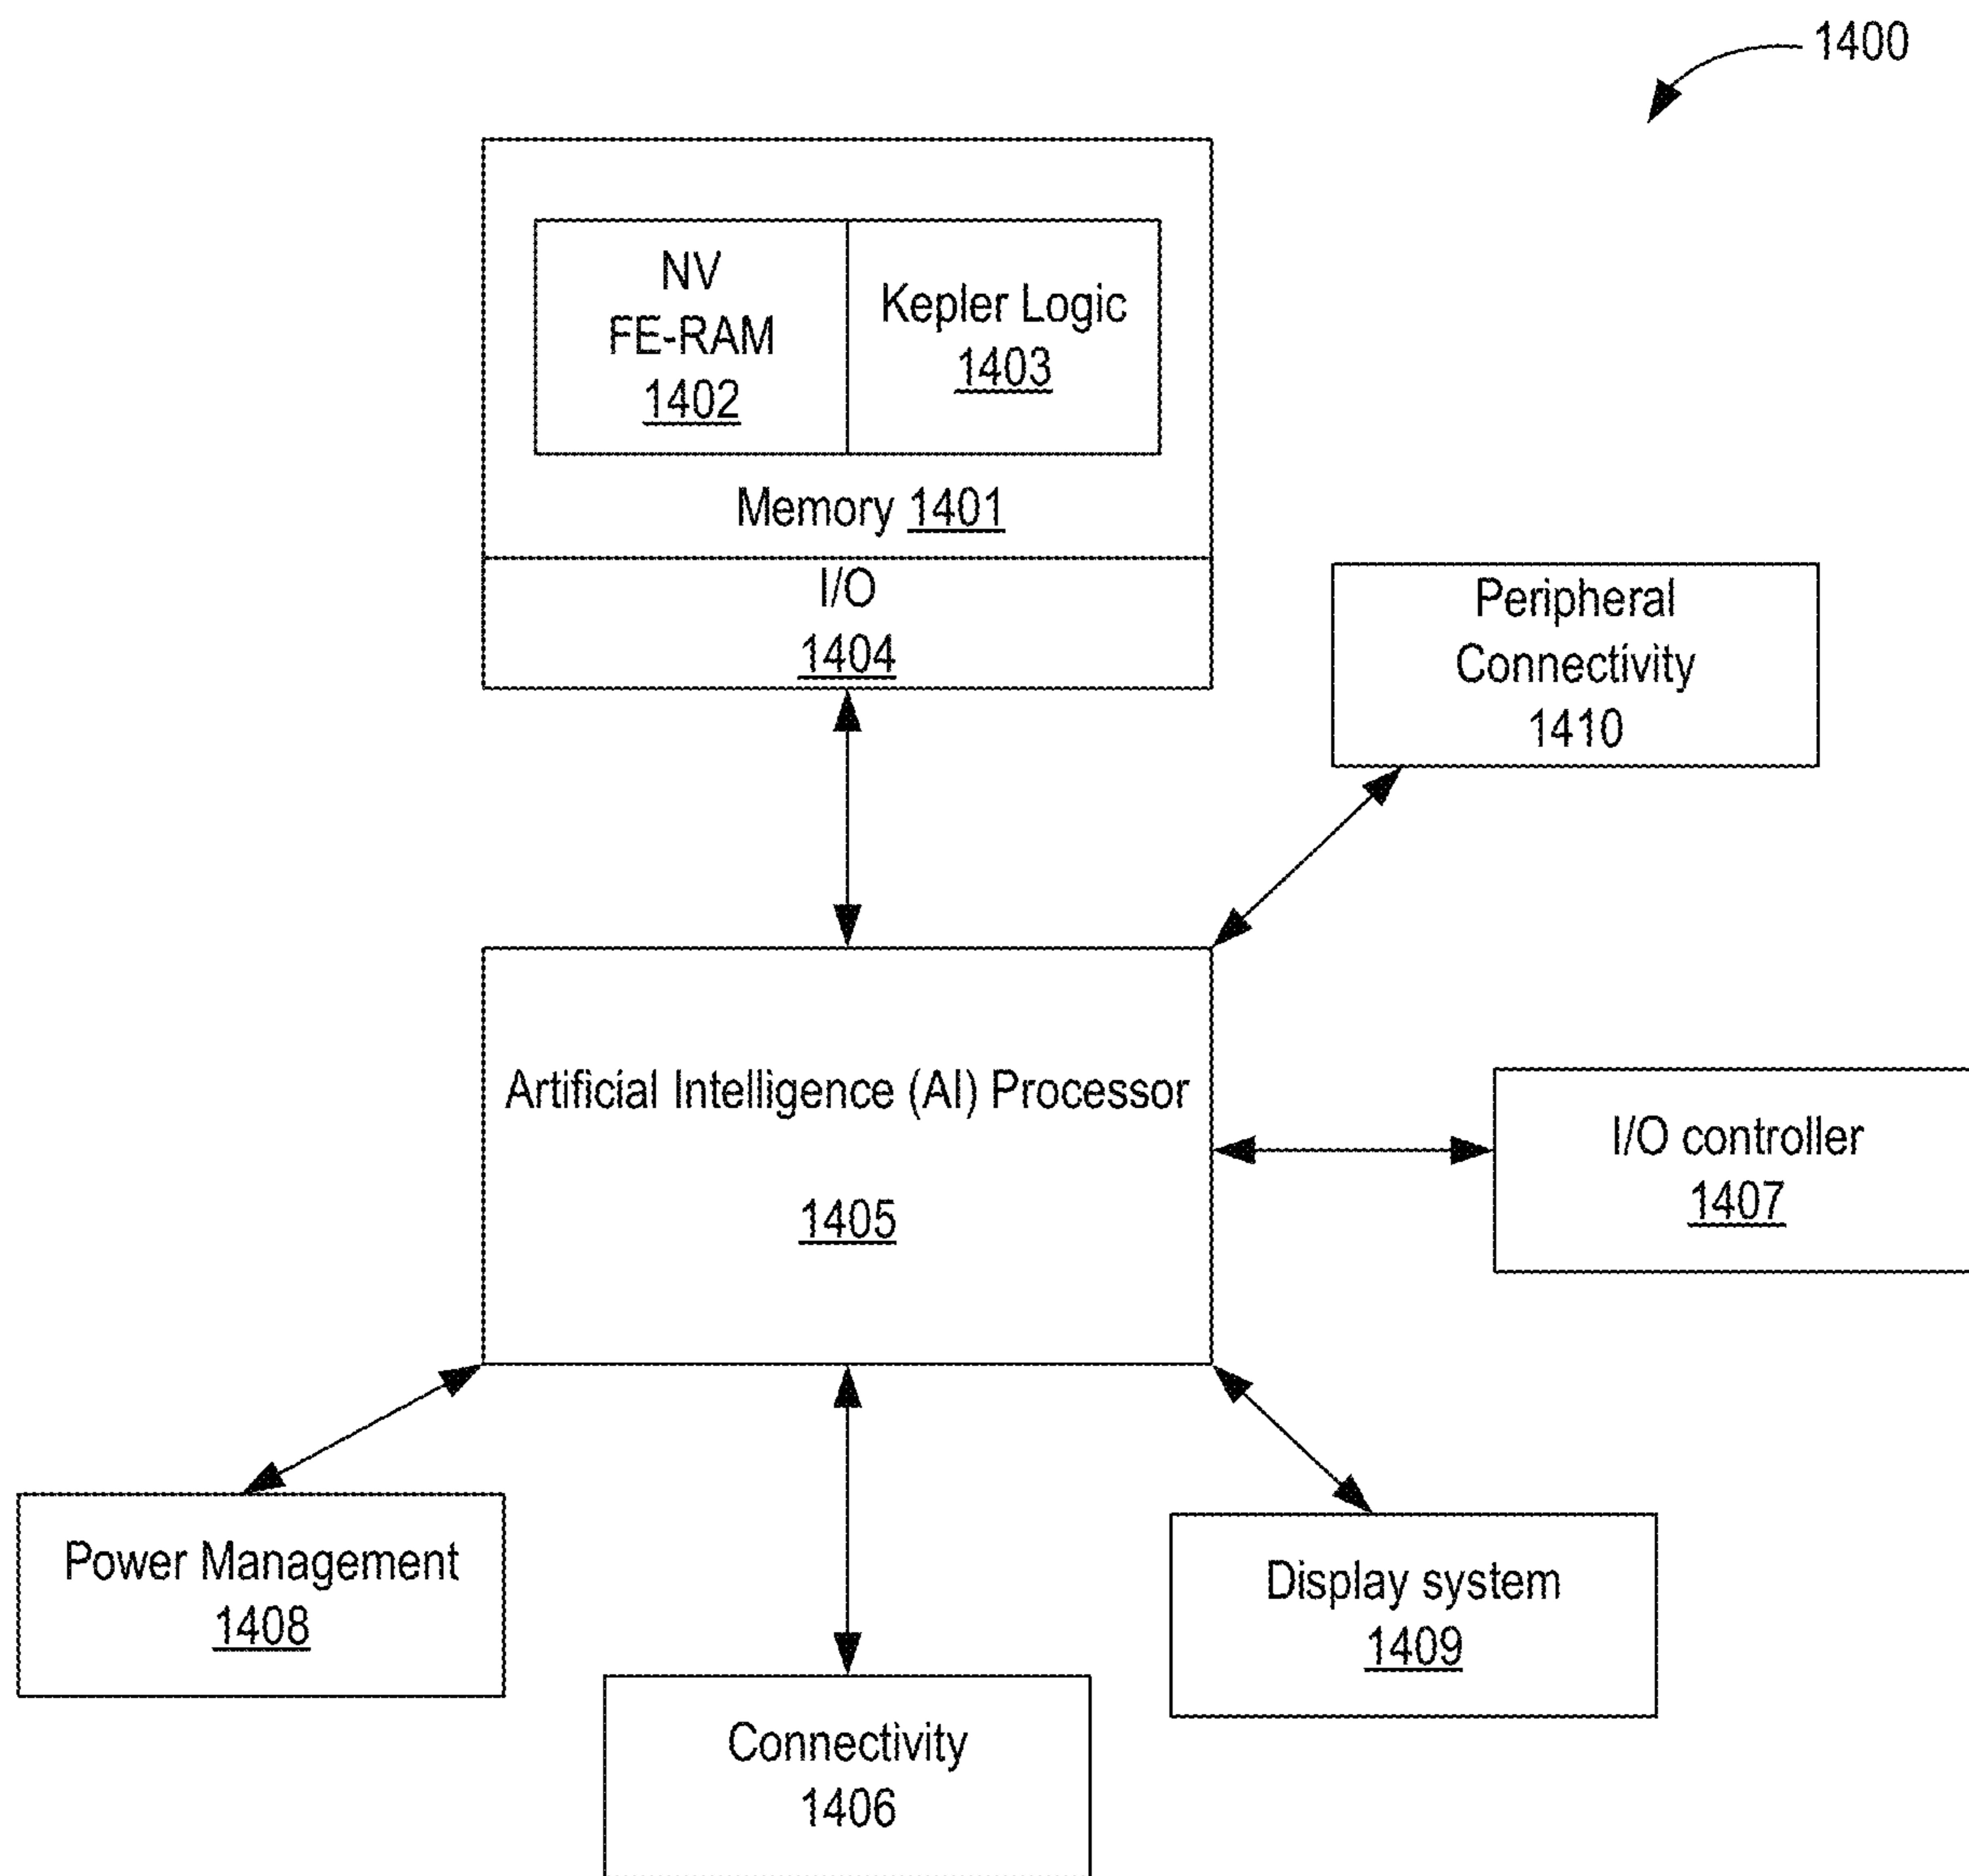 1400
NV
FE-RAM
1402
Kepler Logic
1403
Memory 1401
I/O
1404
Peripheral
Connectivity
1410
Artificial Intelligence (AI) Processor
1405
I/O controller
1407
Power Management
1408
Display system
1409
Connectivity
1406